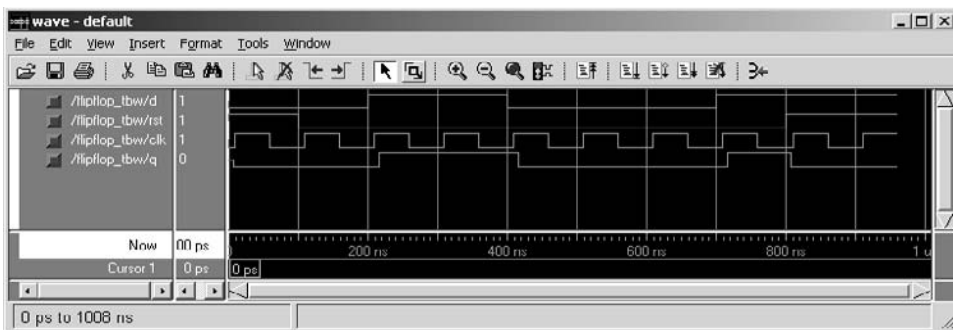 wave - default
File Edit View Insert Format Tools Window
/flipflop_tbw/d 1
/flipflop_tbw/rst 1
/flipflop_tbw/clk 1
/flipflop_tbw/q 0
Now 00 ps 200 ns 400 ns 600 ns 800 ns 1 u
Cursor 1 0 ps 0 ps
0 ps to 1008 ns